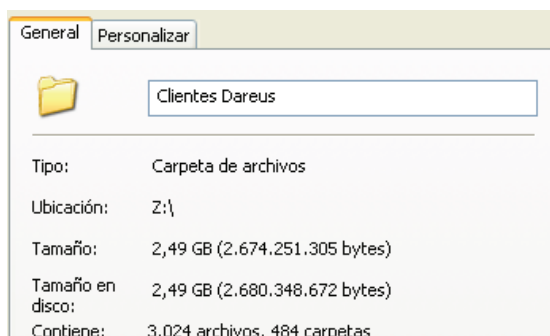 General Personalizar
Clientes Dareus
Tipo: Carpeta de archivos
Ubicación: Z:\
Tamaño: 2,49 GB (2.674.251.305 bytes)
Tamaño en disco: 2,49 GB (2.680.348.672 bytes)
Contiene: 3.024 archivos, 484 carpetas